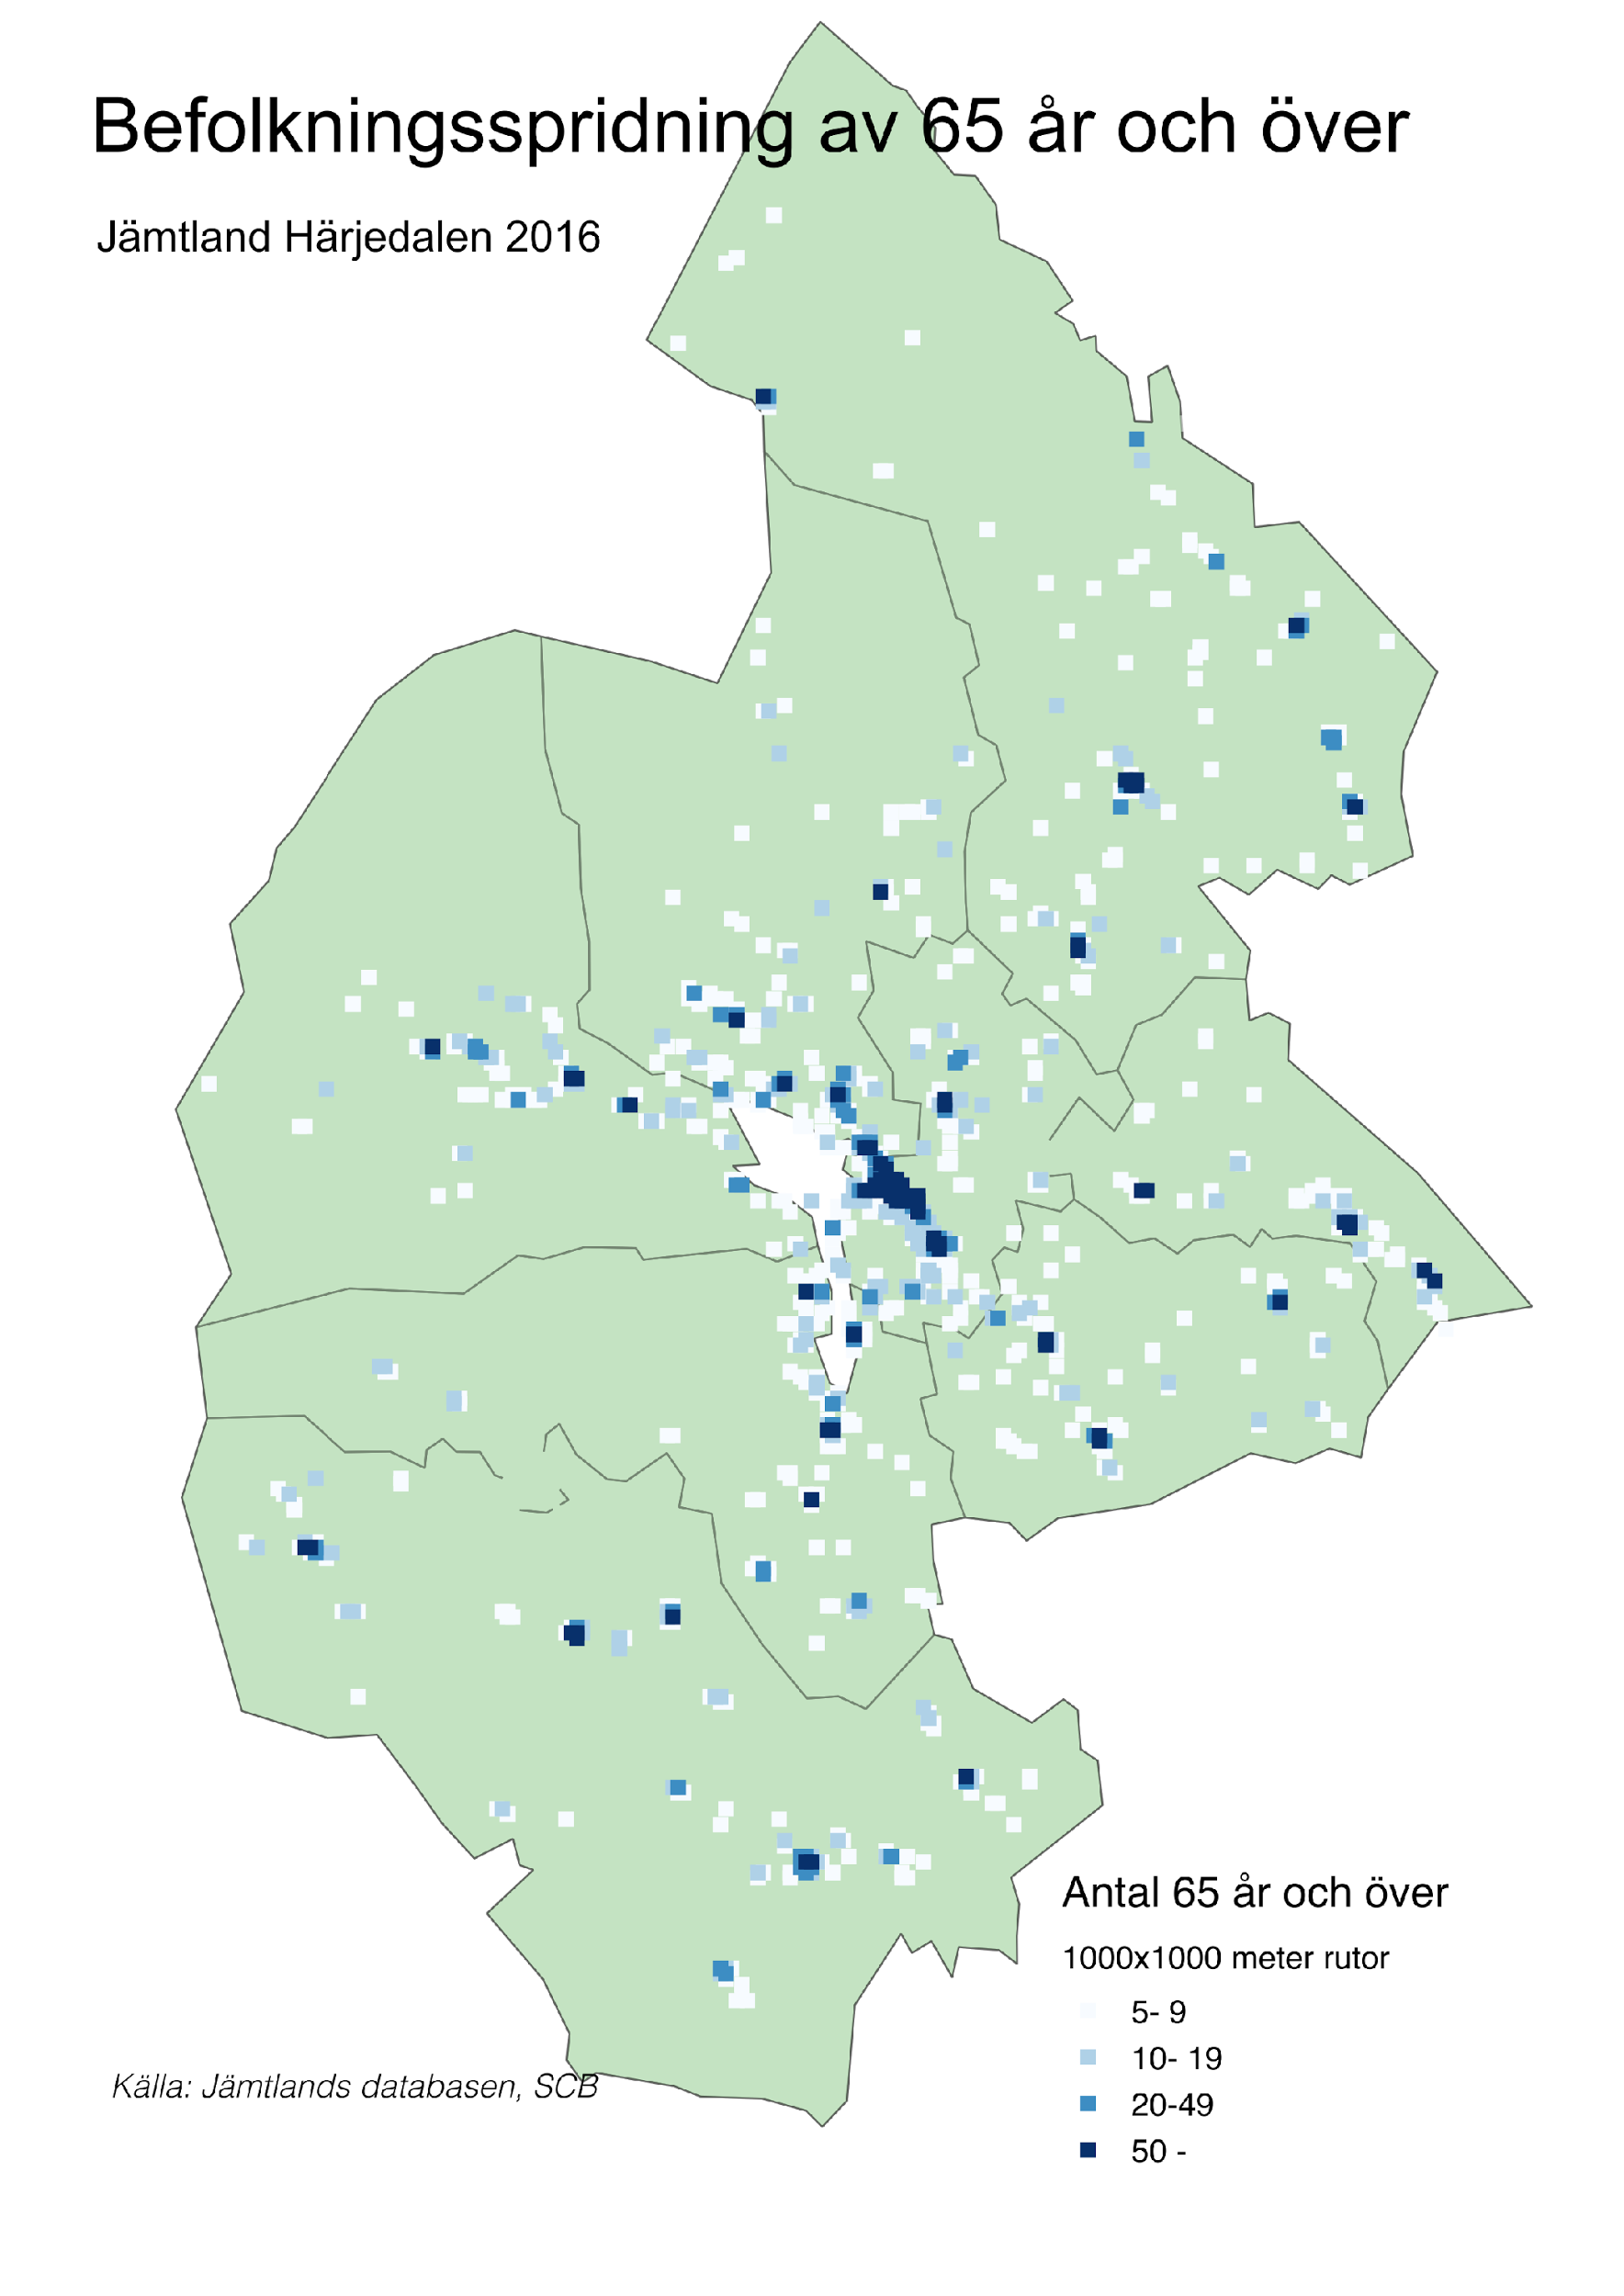 Befolkningsspridning av 65 år och över
Jämtland Härjedalen 2016
Antal 65 år och över
1000x1000 meter rutor
5- 9
10- 19
20-49
50 -
Källa: Jämtlands databasen, SCB